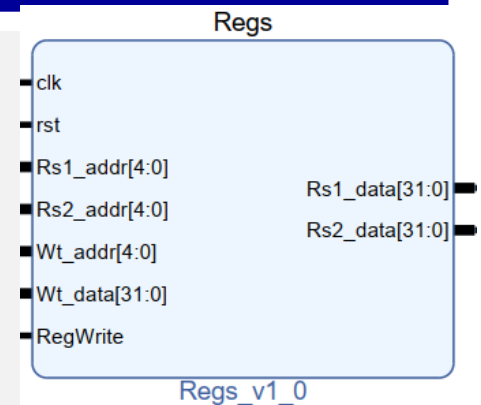 Regs
clk
rst
Rs1_addr[4:0]
Rs2_addr[4:0]
Wt_addr[4:0]
Wt_data[31:0]
RegWrite
Rs1_data[31:0]
Rs2_data[31:0]
Regs_v1_0